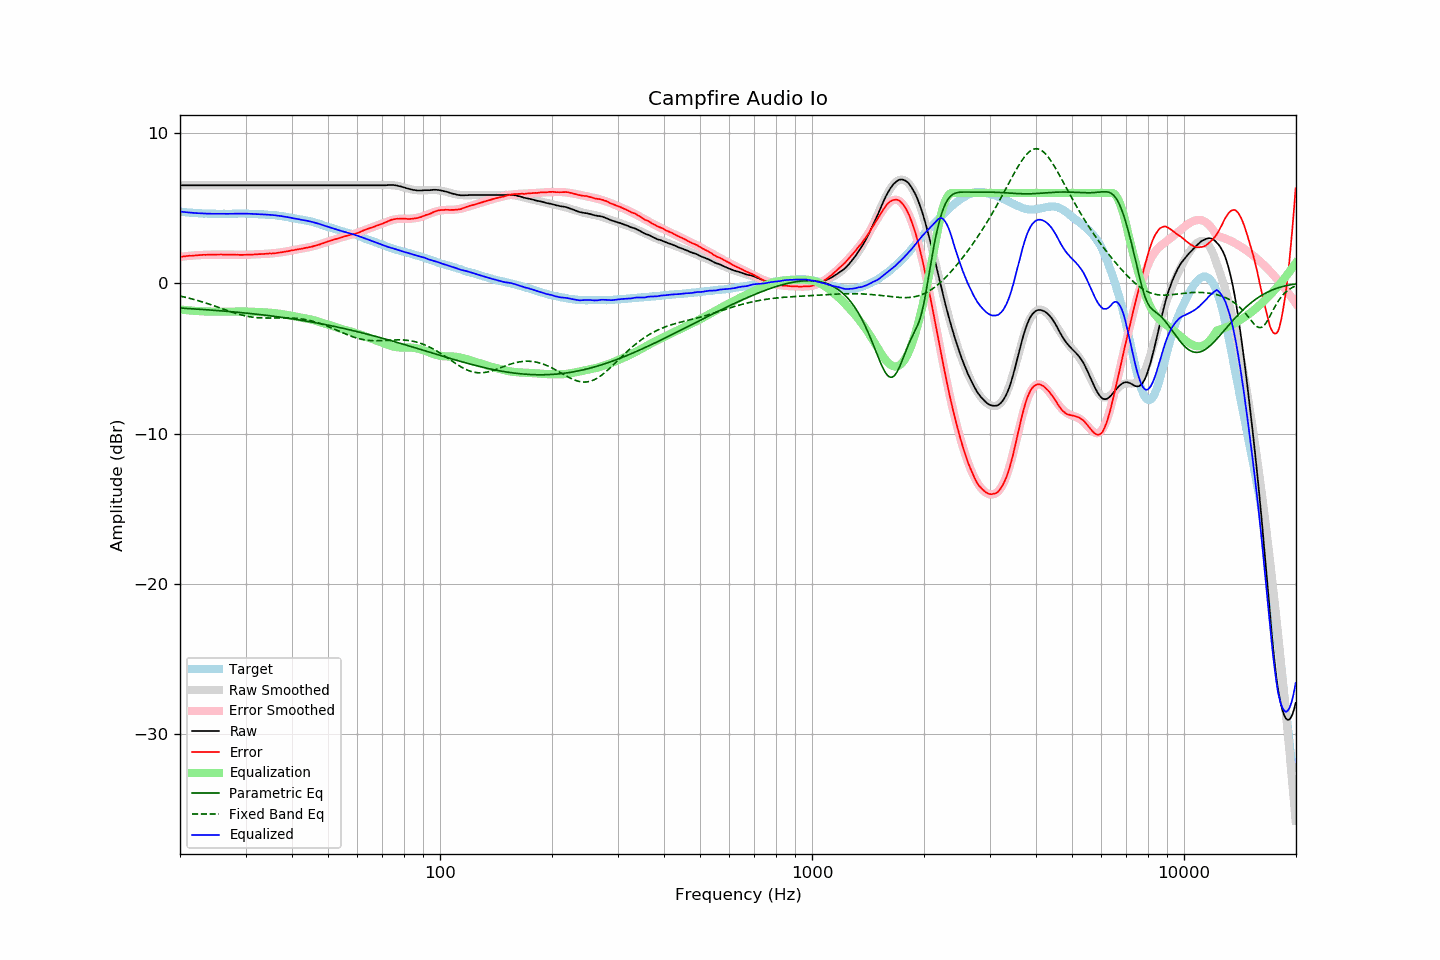 Campfire Audio Io
10
0
−10
−20
−30
Amplitude (dBr)
100
1000
10000
Frequency (Hz)
Target
Raw Smoothed
Error Smoothed
Raw
Error
Equalization
Parametric Eq
Fixed Band Eq
Equalized